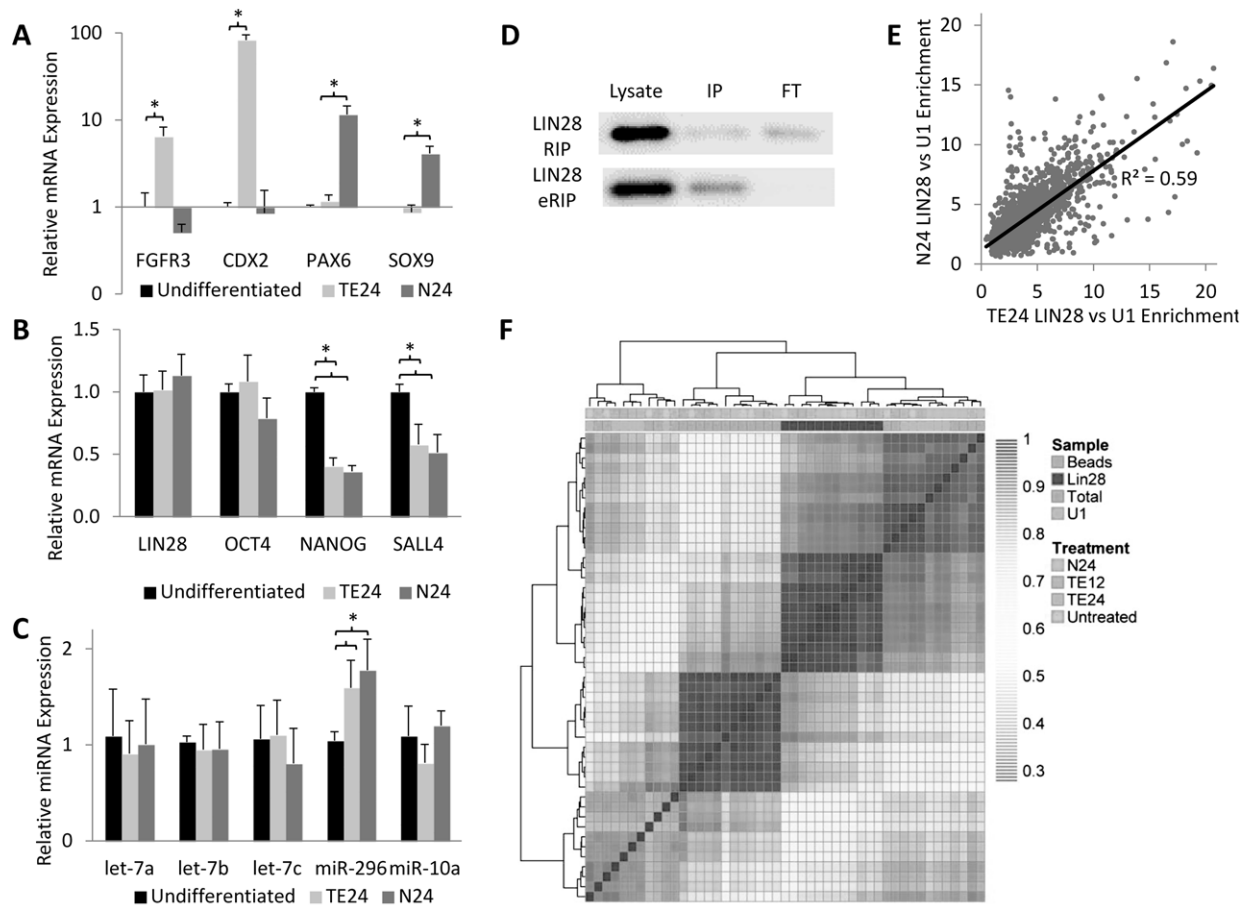 A
Relative mRNA Expression
100
10
1
0
*
*
*
*
FGFR3 CDX2 PAX6 SOX9
Undifferentiated TE24 N24
B
Relative mRNA Expression
1.5
1.0
0.5
0.0
*
*
LIN28 OCT4 NANOG SALL4
Undifferentiated TE24 N24
C
Relative miRNA Expression
2
1
0
*
let-7a let-7b let-7c miR-296 miR-10a
Undifferentiated TE24 N24
D
Lysate IP FT
LIN28
RIP
LIN28
eRIP
E
N24 LIN28 vs U1 Enrichment
20
15
10
5
0
R² = 0.59
0 5 10 15 20
TE24 LIN28 vs U1 Enrichment
F
1
0.9
0.8
0.7
0.6
0.5
0.4
0.3
Sample
Beads
Lin28
Total
U1
Treatment
N24
TE12
TE24
Untreated